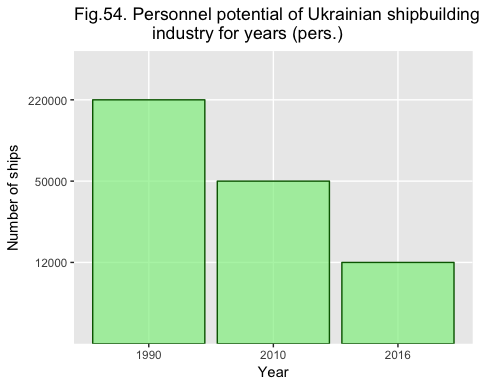 Fig.54. Personnel potential of Ukrainian shipbuilding
industry for years (pers.)
Number of ships
220000
50000
12000
1990 2010 2016
Year